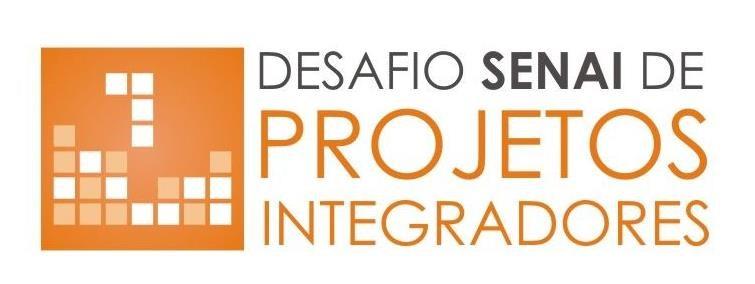 DESAFIO SENAI DE
PROJETOS
INTEGRADORES